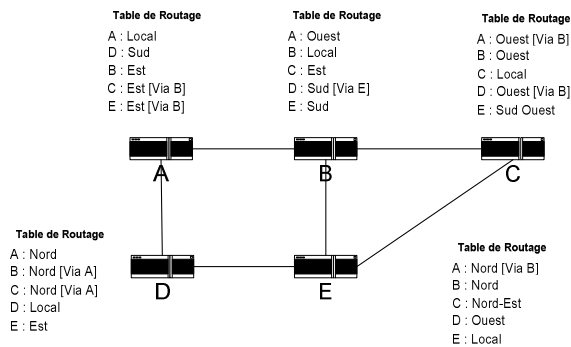 Table de Routage
A : Local
D : Sud
B : Est
C : Est [Via B]
E : Est [Via B]
Table de Routage
A : Ouest
B : Local
C : Est
D : Sud [Via E]
E : Sud
Table de Routage
A : Ouest [Via B]
B : Ouest
C : Local
D : Ouest [Via B]
E : Sud Ouest
A
B
C
Table de Routage
A : Nord
B : Nord [Via A]
C : Nord [Via A]
D : Local
E : Est
D
E
Table de Routage
A : Nord [Via B]
B : Nord
C : Nord-Est
D : Ouest
E : Local